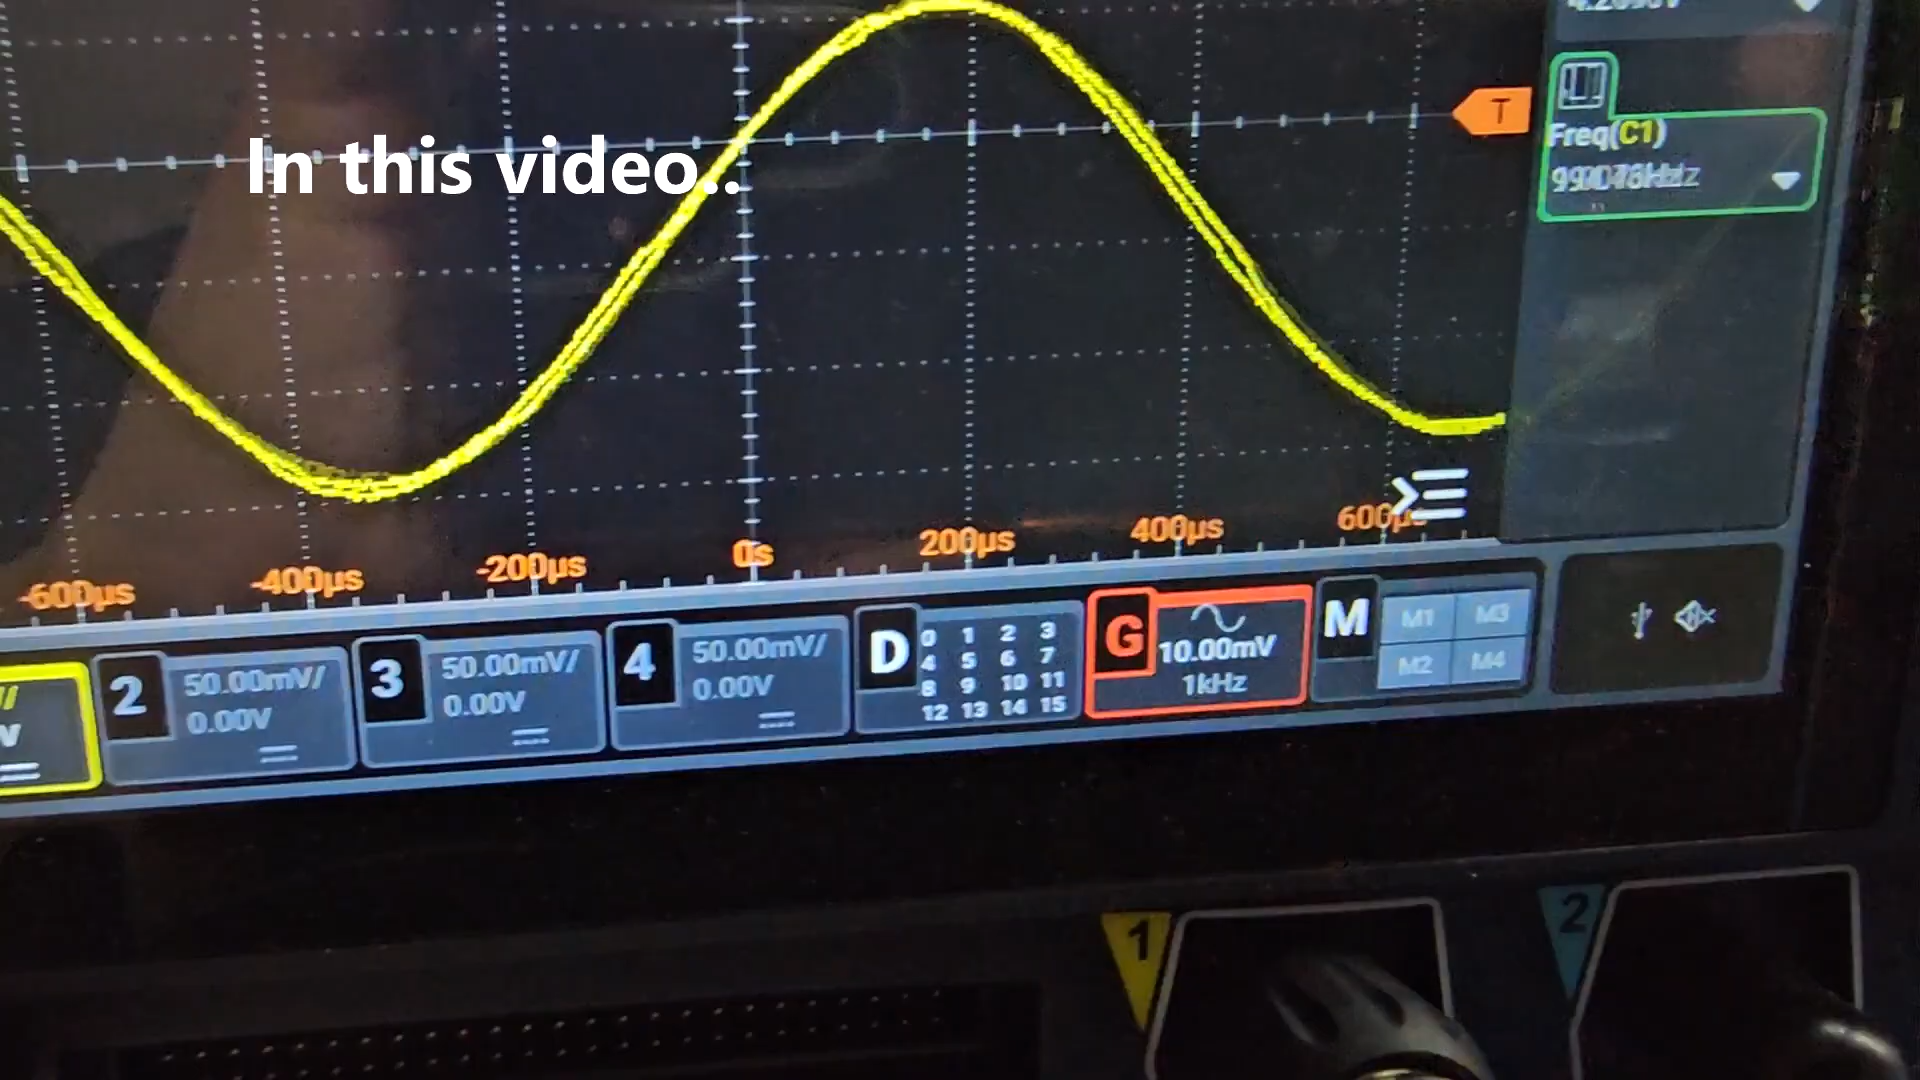 T
Freq(C1)
In this video..
-600µs -400µs -200µs 0s 200µs 400µs 600µs
2 50.00mV/
0.00V
3 50.00mV/
0.00V
4 50.00mV/
0.00V
D
0 1 2 3
4 5 6 7
8 9 10 11
12 13 14 15
G 10.00mV
1kHz
M M1 M3
M2 M4
1
2